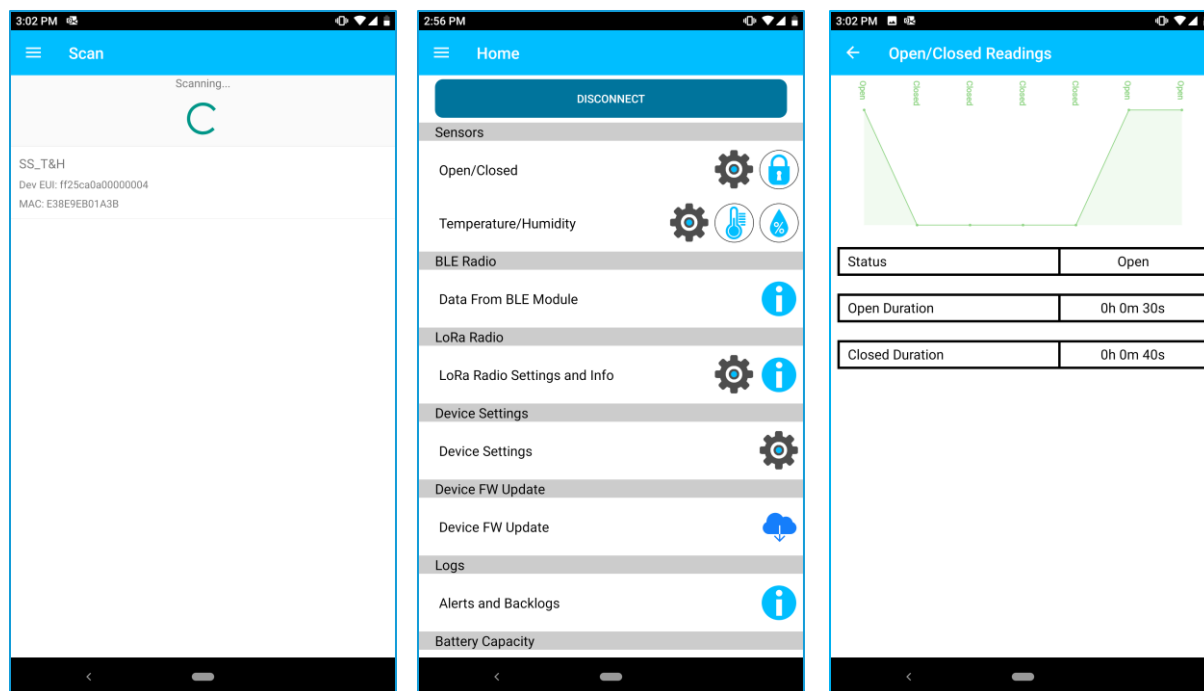 3:02 PM
Scan
Scanning...
SS_T&H
Dev EUI: ff25ca0a00000004
MAC: E38E9EB01A3B
2:56 PM
Home
DISCONNECT
Sensors
Open/Closed
Temperature/Humidity
%
BLE Radio
Data From BLE Module
LoRa Radio
LoRa Radio Settings and Info
Device Settings
Device Settings
Device FW Update
Device FW Update
Logs
Alerts and Backlogs
Battery Capacity
3:02 PM
Open/Closed Readings
Open
Closed
Closed
Closed
Closed
Open
Open
Status Open
Open Duration 0h 0m 30s
Closed Duration 0h 0m 40s